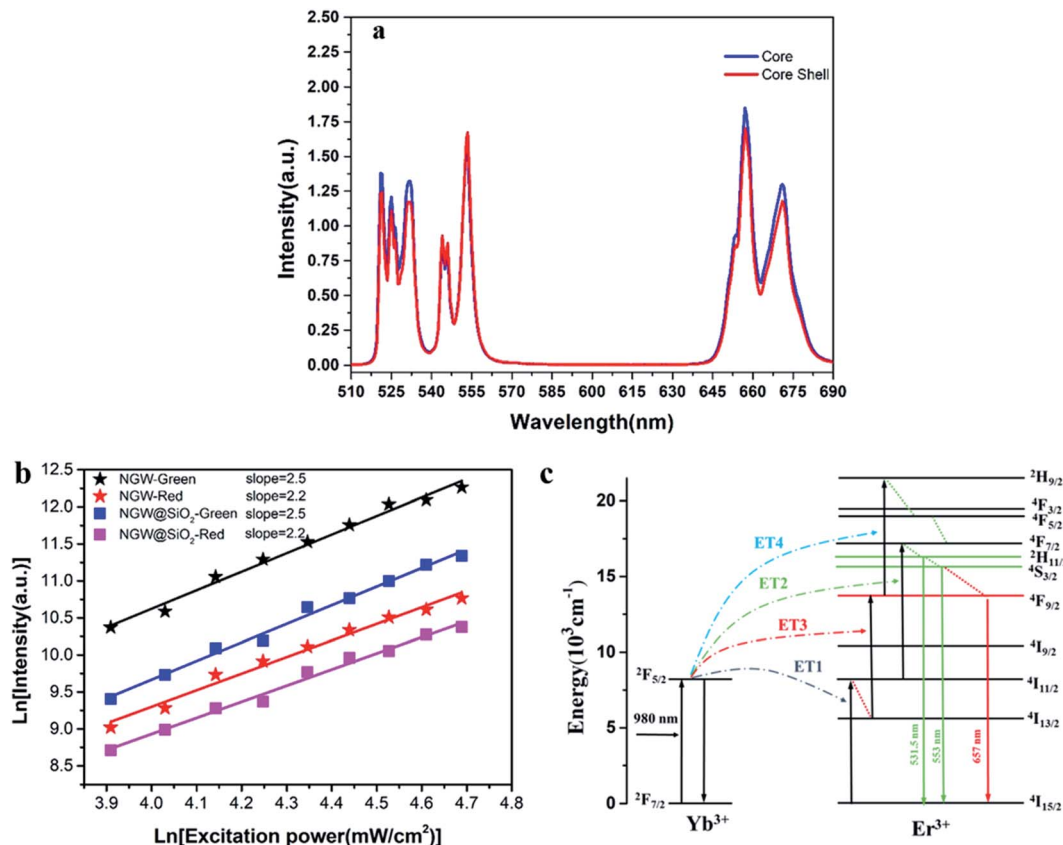 a
Core
Core Shell
Intensity(a.u.)
2.50
2.25
2.00
1.75
1.50
1.25
1.00
0.75
0.50
0.25
0.00
510 525 540 555 570 585 600 615 630 645 660 675 690
Wavelength(nm)
b
NGW-Green slope=2.5
NGW-Red slope=2.2
NGW@SiO₂-Green slope=2.5
NGW@SiO₂-Red slope=2.2
Ln[Intensity(a.u.)]
12.5
12.0
11.5
11.0
10.5
10.0
9.5
9.0
8.5
3.9 4.0 4.1 4.2 4.3 4.4 4.5 4.6 4.7 4.8
Ln[Excitation power(mW/cm²)]
c
Energy(10³cm⁻¹)
20
15
10
5
0
ET4
ET2
ET3
ET1
²F₅/₂
980 nm
²F₇/₂
Yb³⁺
²H₉/₂
⁴F₃/₂
⁴F₅/₂
⁴F₇/₂
²H₁₁/
⁴S₃/₂
⁴F₉/₂
⁴I₉/₂
⁴I₁₁/₂
⁴I₁₃/₂
⁴I₁₅/₂
531.5 nm
553 nm
657 nm
Er³⁺